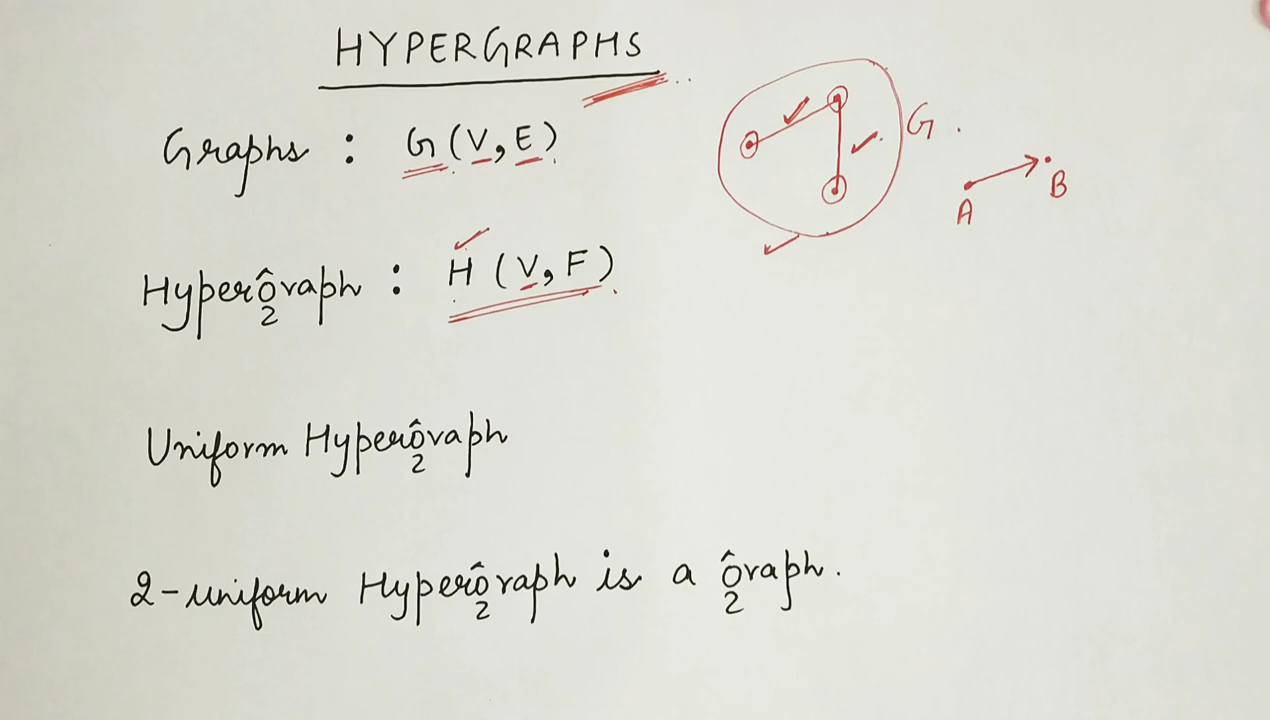 HYPERGRAPHS
Graphs : G (V, E)
G.
A B
Hypergraph : H (V, F)
Uniform Hypergraph
2-uniform Hypergraph is a graph.